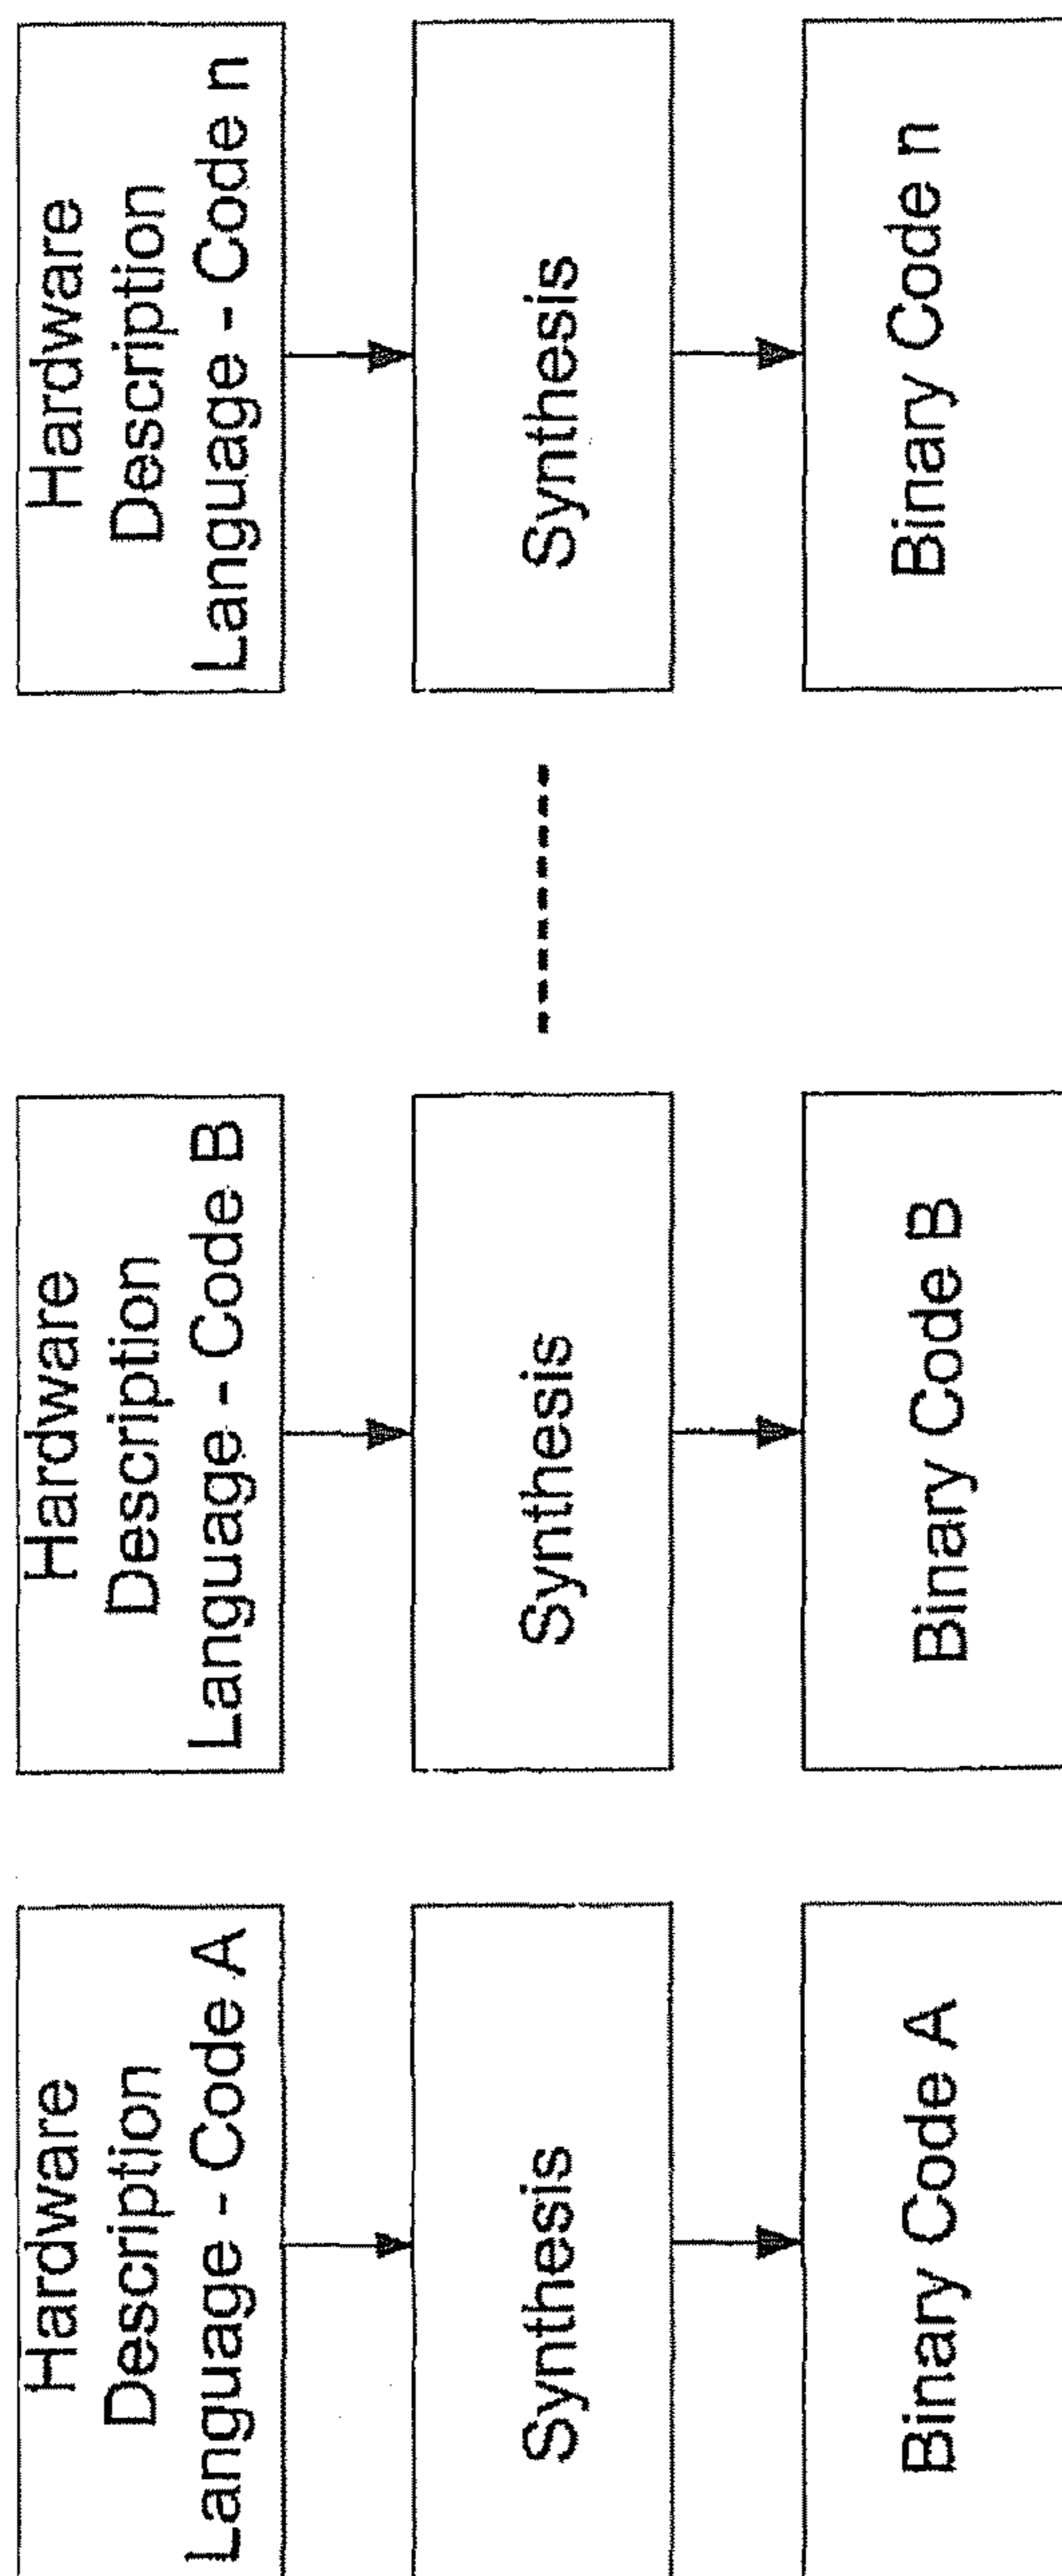 Hardware
Description
Language - Code A
Synthesis
Binary Code A
Hardware
Description
Language - Code B
Synthesis
Binary Code B
Hardware
Description
Language - Code n
Synthesis
Binary Code n